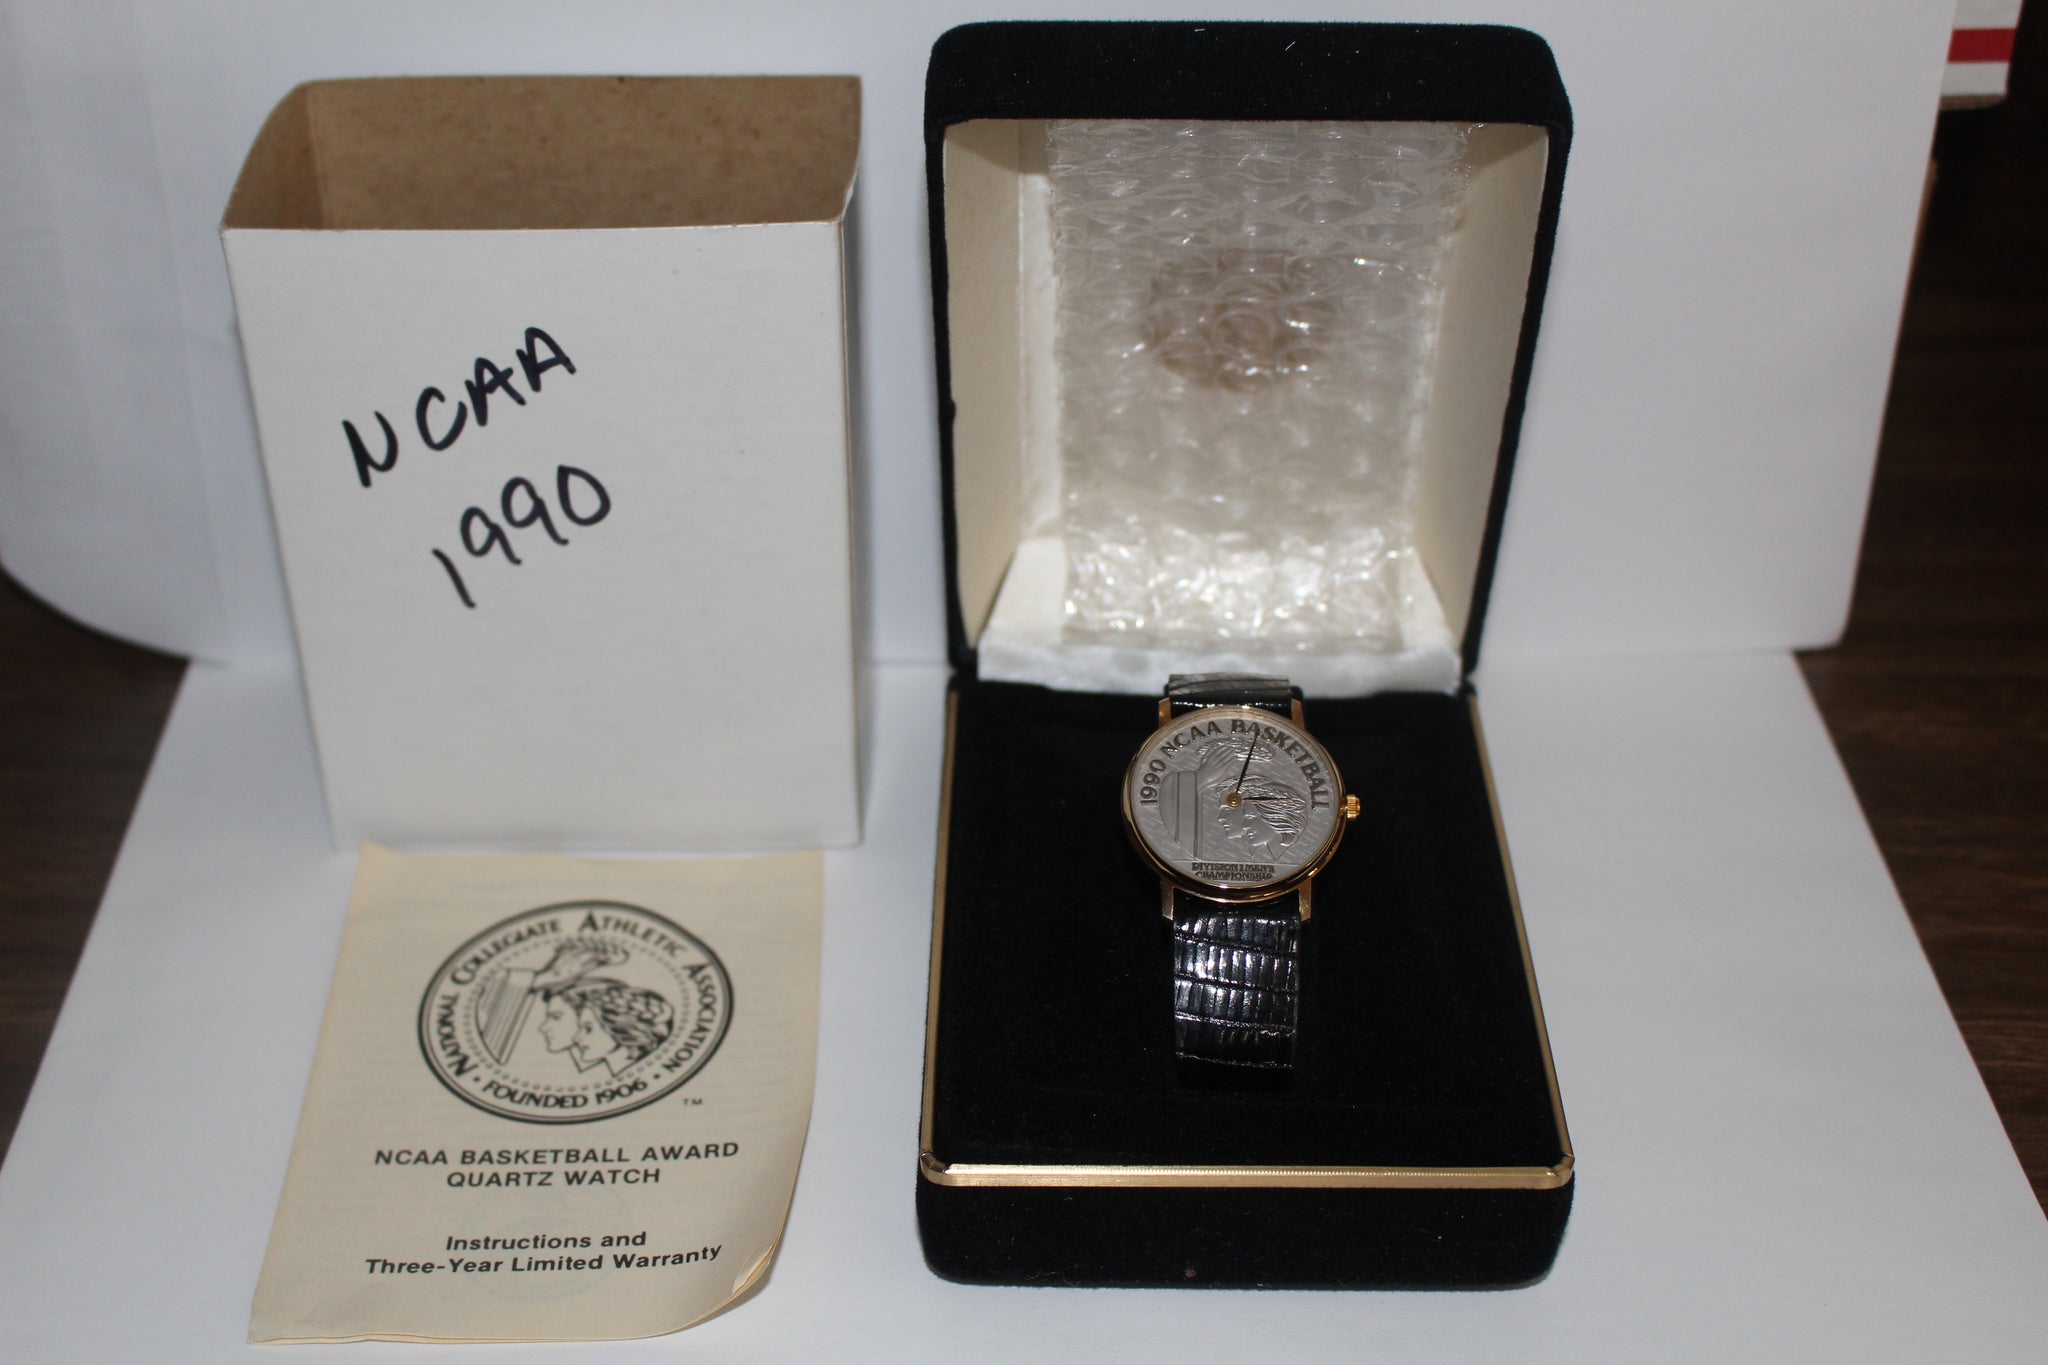 NCAA
1990
NATIONAL COLLEGIATE ATHLETIC ASSOCIATION
• FOUNDED 1906 •
TM
NCAA BASKETBALL AWARD
QUARTZ WATCH
Instructions and
Three-Year Limited Warranty
1990 NCAA BASKETBALL
DIVISION I MEN'S
CHAMPIONSHIP